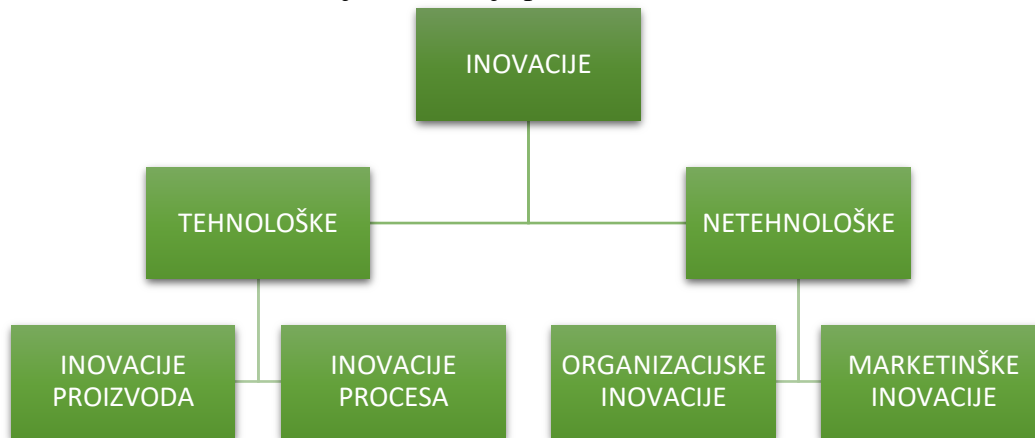 INOVACIJE
TEHNOLOŠKE
NETEHNOLOŠKE
INOVACIJE
PROIZVODA
INOVACIJE
PROCESA
ORGANIZACIJSKE
INOVACIJE
MARKETINŠKE
INOVACIJE